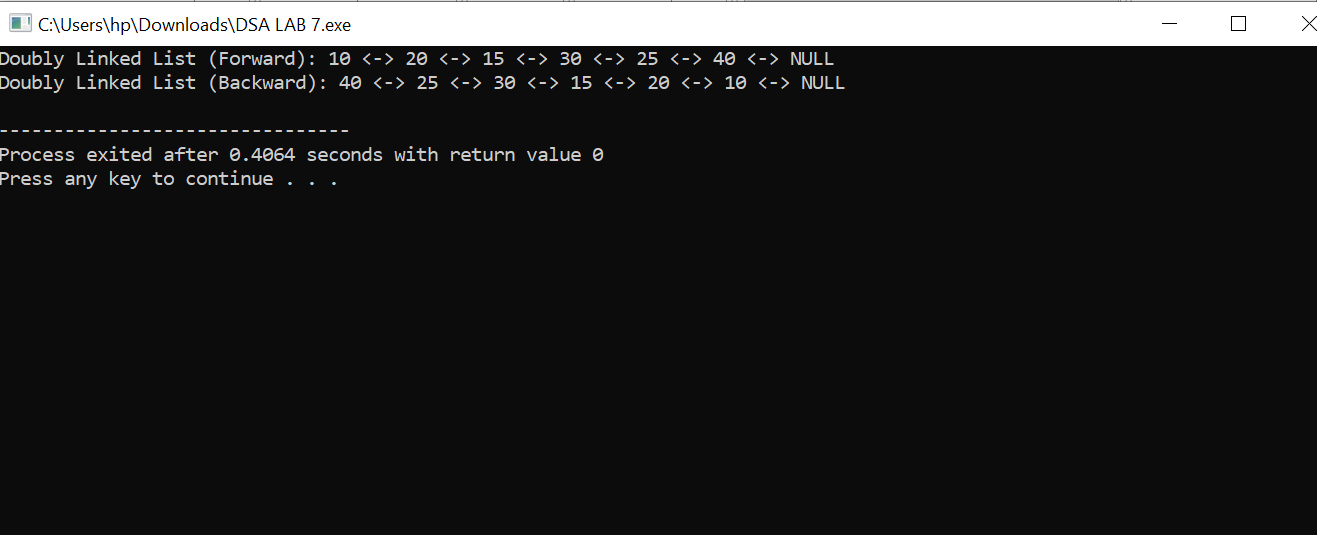 C:\Users\hp\Downloads\DSA LAB 7.exe
Doubly Linked List (Forward): 10 <-> 20 <-> 15 <-> 30 <-> 25 <-> 40 <-> NULL
Doubly Linked List (Backward): 40 <-> 25 <-> 30 <-> 15 <-> 20 <-> 10 <-> NULL
--------------------------------
Process exited after 0.4064 seconds with return value 0
Press any key to continue . . .